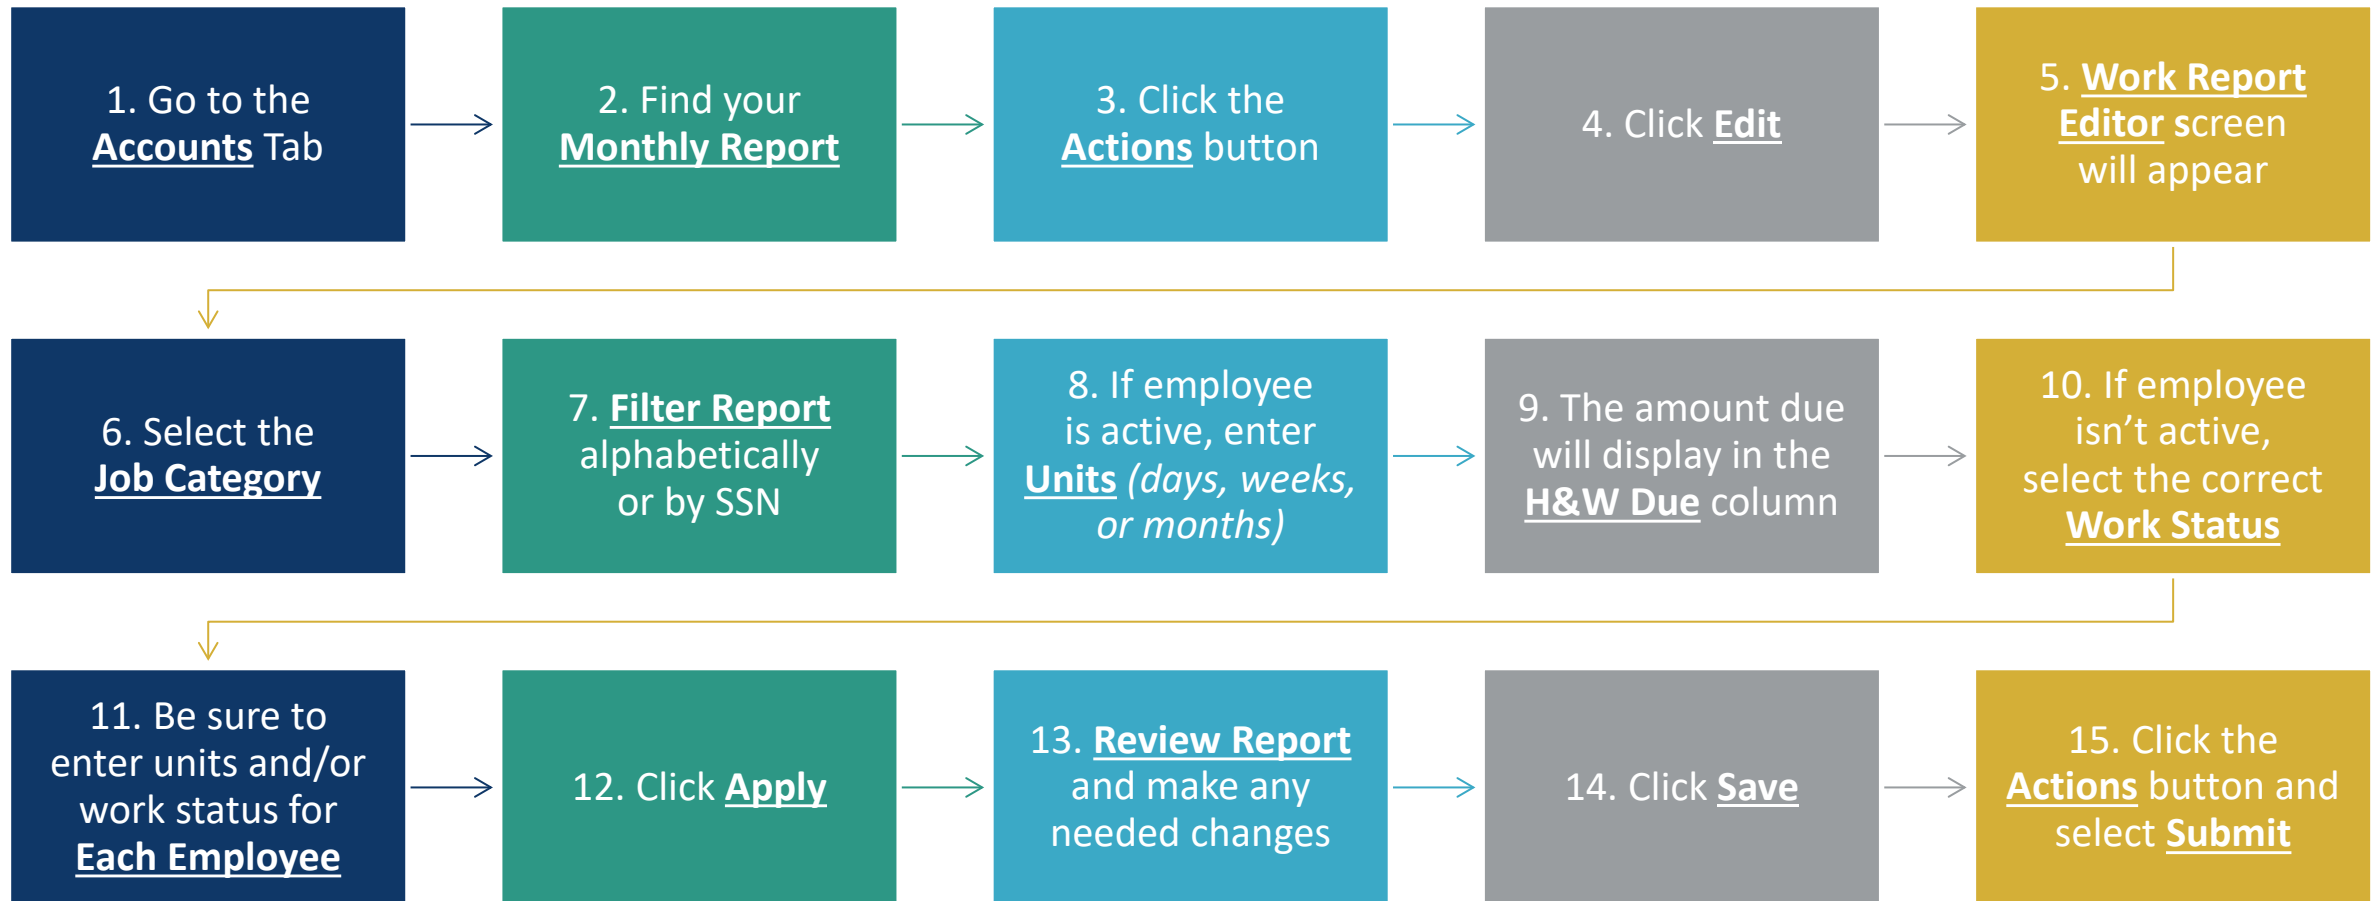 1. Go to the
Accounts Tab
2. Find your
Monthly Report
3. Click the
Actions button
4. Click Edit
5. Work Report
Editor screen
will appear
6. Select the
Job Category
7. Filter Report
alphabetically
or by SSN
8. If employee
is active, enter
Units (days, weeks,
or months)
9. The amount due
will display in the
H&W Due column
10. If employee
isn’t active,
select the correct
Work Status
11. Be sure to
enter units and/or
work status for
Each Employee
12. Click Apply
13. Review Report
and make any
needed changes
14. Click Save
15. Click the
Actions button and
select Submit